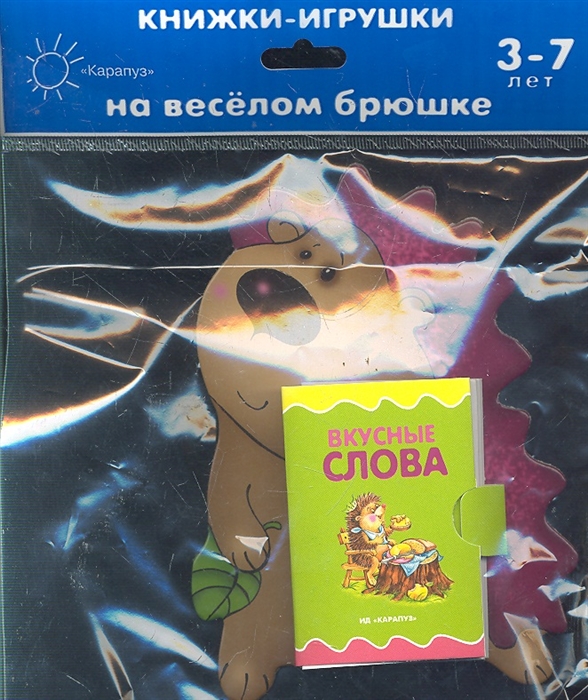 КНИЖКИ-ИГРУШКИ
«Карапуз»
3-7
лет
на весёлом брюшке
ВКУСНЫЕ
СЛОВА
ИД «КАРАПУЗ»